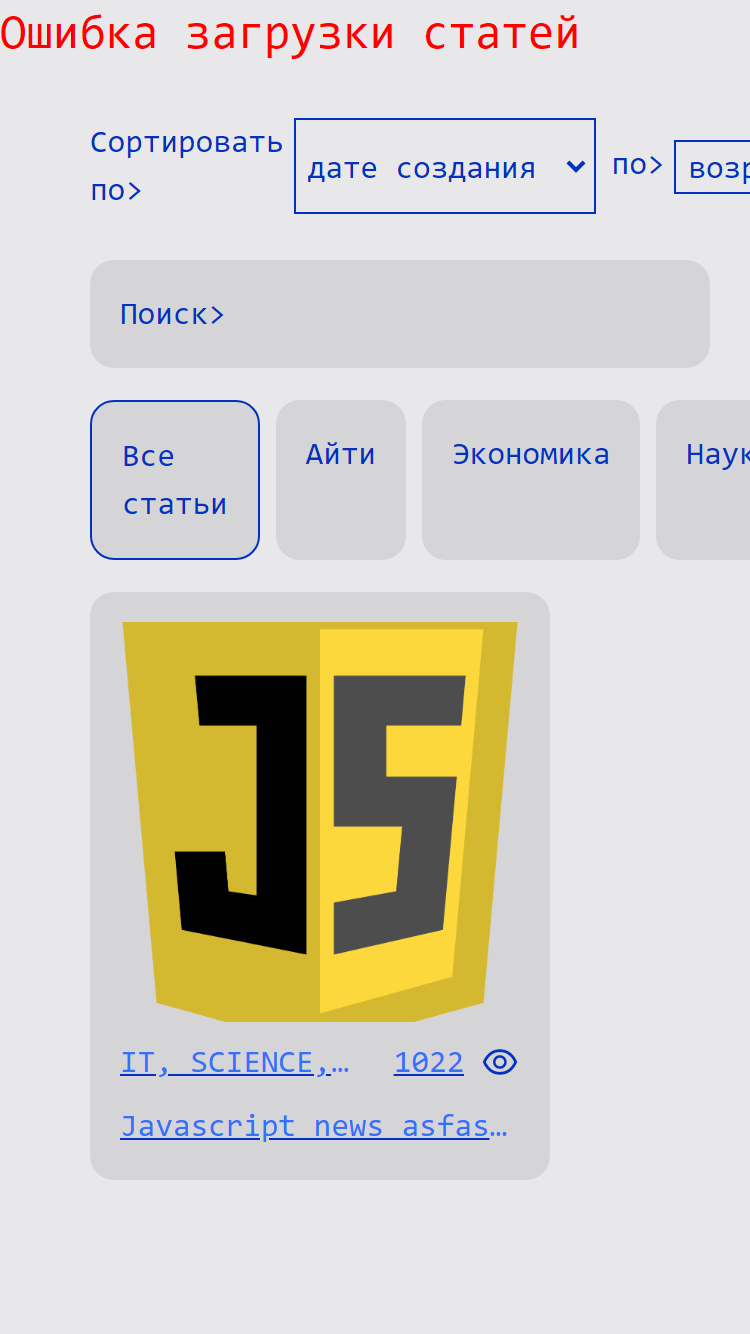 Ошибка загрузки статей
Сортировать по>
дате создания
по>
возр
Поиск>
Все статьи
Айти
Экономика
Наук
JS
IT, SCIENCE,…
1022
Javascript news asfas…